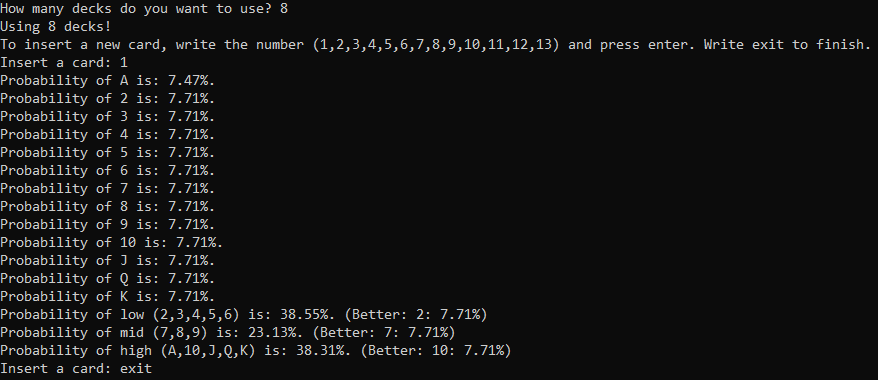 How many decks do you want to use? 8
Using 8 decks!
To insert a new card, write the number (1,2,3,4,5,6,7,8,9,10,11,12,13) and press enter. Write exit to finish.
Insert a card: 1
Probability of A is: 7.47%.
Probability of 2 is: 7.71%.
Probability of 3 is: 7.71%.
Probability of 4 is: 7.71%.
Probability of 5 is: 7.71%.
Probability of 6 is: 7.71%.
Probability of 7 is: 7.71%.
Probability of 8 is: 7.71%.
Probability of 9 is: 7.71%.
Probability of 10 is: 7.71%.
Probability of J is: 7.71%.
Probability of Q is: 7.71%.
Probability of K is: 7.71%.
Probability of low (2,3,4,5,6) is: 38.55%. (Better: 2: 7.71%)
Probability of mid (7,8,9) is: 23.13%. (Better: 7: 7.71%)
Probability of high (A,10,J,Q,K) is: 38.31%. (Better: 10: 7.71%)
Insert a card: exit